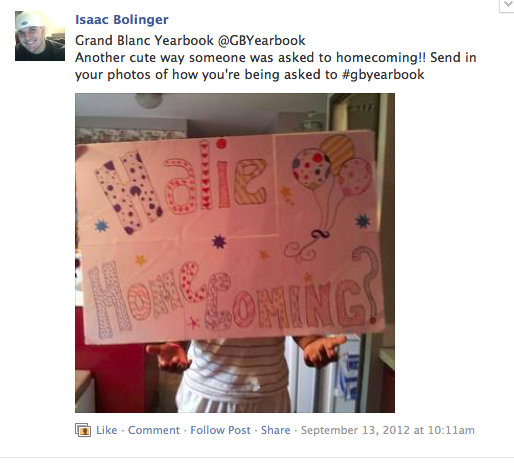 Isaac Bolinger
Grand Blanc Yearbook @GBYearbook
Another cute way someone was asked to homecoming!! Send in
your photos of how you're being asked to #gbyearbook
Malie
HomeComing?
Like · Comment · Follow Post · Share · September 13, 2012 at 10:11am